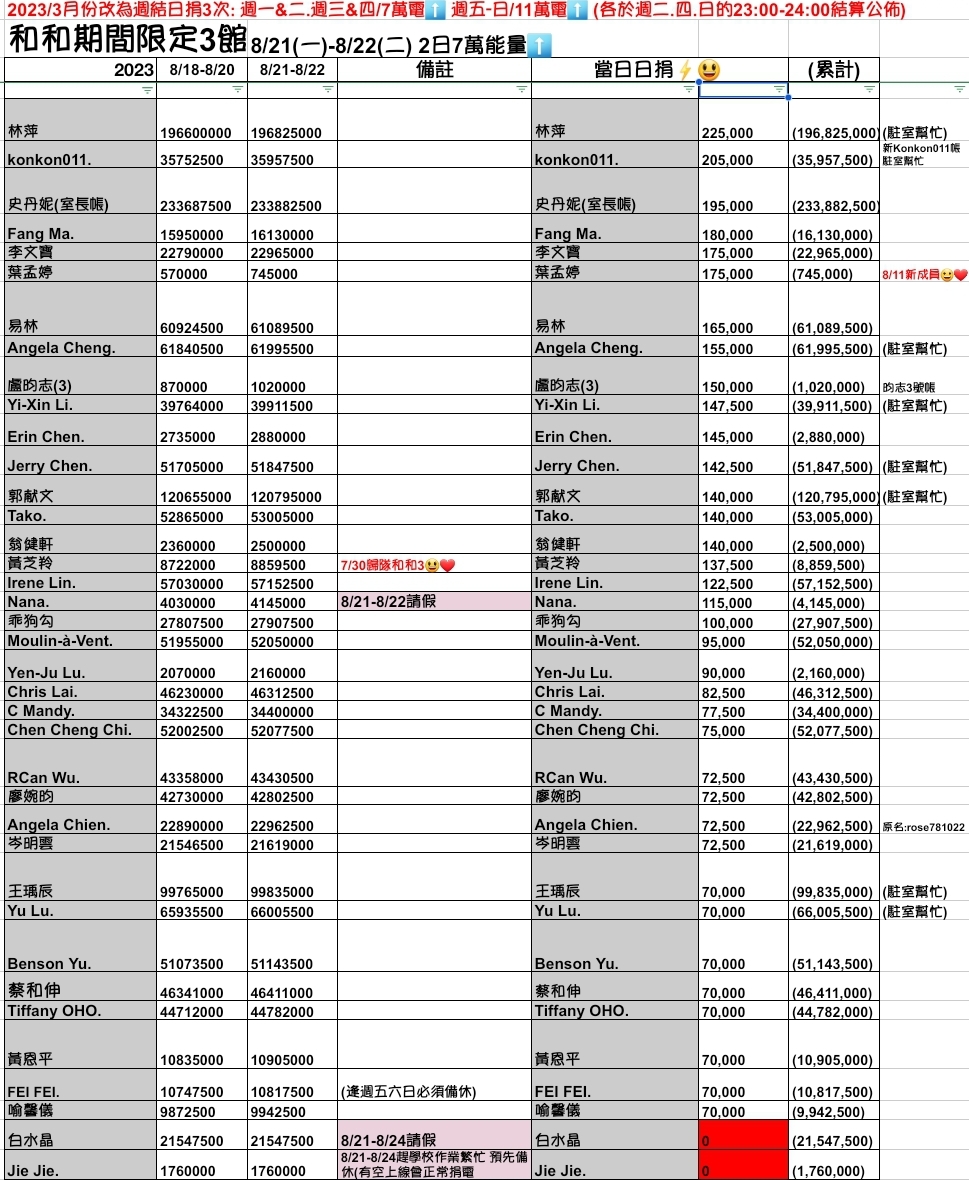 2023/3月份改為週結日捐3次: 週一&二.週三&四/7萬電⬆️ 週五-日/11萬電⬆️ (各於週二.四.日的23:00-24:00結算公佈)
和和期間限定3館 8/21(一)-8/22(二) 2日7萬能量⬆️
2023 8/18-8/20 8/21-8/22 備註 當日日捐⚡😃 (累計)
林萍 196600000 196825000 林萍 225,000 (196,825,000) (駐室幫忙)
konkon011. 35752500 35957500 konkon011. 205,000 (35,957,500) 新Konkon011帳
駐室幫忙
史丹妮(室長帳) 233687500 233882500 史丹妮(室長帳) 195,000 (233,882,500)
Fang Ma. 15950000 16130000 Fang Ma. 180,000 (16,130,000)
李文寶 22790000 22965000 李文寶 175,000 (22,965,000)
葉孟婷 570000 745000 葉孟婷 175,000 (745,000) 8/11新成員😃❤️
易林 60924500 61089500 易林 165,000 (61,089,500)
Angela Cheng. 61840500 61995500 Angela Cheng. 155,000 (61,995,500) (駐室幫忙)
盧昀志(3) 870000 1020000 盧昀志(3) 150,000 (1,020,000) 昀志3號帳
Yi-Xin Li. 39764000 39911500 Yi-Xin Li. 147,500 (39,911,500) (駐室幫忙)
Erin Chen. 2735000 2880000 Erin Chen. 145,000 (2,880,000)
Jerry Chen. 51705000 51847500 Jerry Chen. 142,500 (51,847,500) (駐室幫忙)
郭献文 120655000 120795000 郭献文 140,000 (120,795,000) (駐室幫忙)
Tako. 52865000 53005000 Tako. 140,000 (53,005,000)
翁健軒 2360000 2500000 翁健軒 140,000 (2,500,000)
黃芝羚 8722000 8859500 7/30歸隊和和3😃❤️ 黃芝羚 137,500 (8,859,500)
Irene Lin. 57030000 57152500 Irene Lin. 122,500 (57,152,500)
Nana. 4030000 4145000 8/21-8/22請假 Nana. 115,000 (4,145,000)
乖狗勾 27807500 27907500 乖狗勾 100,000 (27,907,500)
Moulin-à-Vent. 51955000 52050000 Moulin-à-Vent. 95,000 (52,050,000)
Yen-Ju Lu. 2070000 2160000 Yen-Ju Lu. 90,000 (2,160,000)
Chris Lai. 46230000 46312500 Chris Lai. 82,500 (46,312,500)
C Mandy. 34322500 34400000 C Mandy. 77,500 (34,400,000)
Chen Cheng Chi. 52002500 52077500 Chen Cheng Chi. 75,000 (52,077,500)
RCan Wu. 43358000 43430500 RCan Wu. 72,500 (43,430,500)
廖婉昀 42730000 42802500 廖婉昀 72,500 (42,802,500)
Angela Chien. 22890000 22962500 Angela Chien. 72,500 (22,962,500) 原名:rose781022
岑明雲 21546500 21619000 岑明雲 72,500 (21,619,000)
王瑀辰 99765000 99835000 王瑀辰 70,000 (99,835,000) (駐室幫忙)
Yu Lu. 65935500 66005500 Yu Lu. 70,000 (66,005,500) (駐室幫忙)
Benson Yu. 51073500 51143500 Benson Yu. 70,000 (51,143,500)
蔡和伸 46341000 46411000 蔡和伸 70,000 (46,411,000)
Tiffany OHO. 44712000 44782000 Tiffany OHO. 70,000 (44,782,000)
黃恩平 10835000 10905000 黃恩平 70,000 (10,905,000)
FEI FEI. 10747500 10817500 (逢週五六日必須備休) FEI FEI. 70,000 (10,817,500)
喻馨儀 9872500 9942500 喻馨儀 70,000 (9,942,500)
白水晶 21547500 21547500 8/21-8/24請假 白水晶 0 (21,547,500)
Jie Jie. 1760000 1760000 8/21-8/24趕學校作業繁忙 預先備
休(有空上線會正常捐電 Jie Jie. 0 (1,760,000)